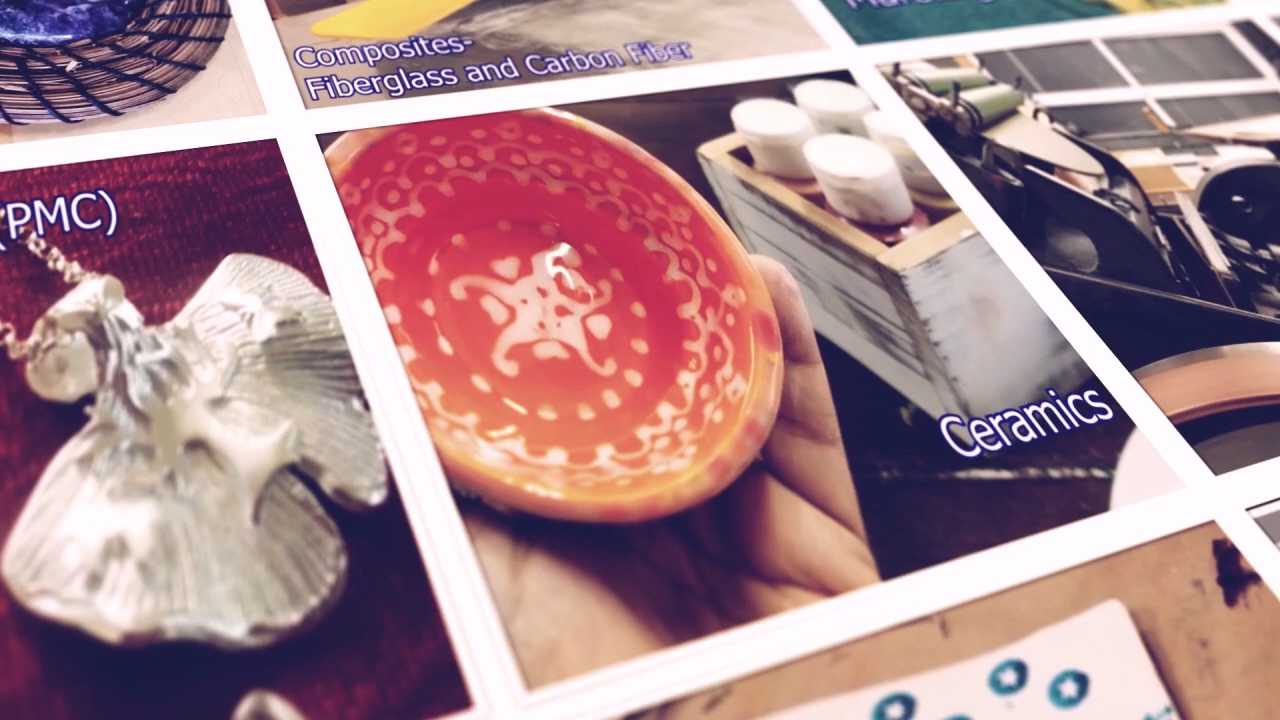 Composites-
Fiberglass and Carbon Fiber
(PMC)
Ceramics